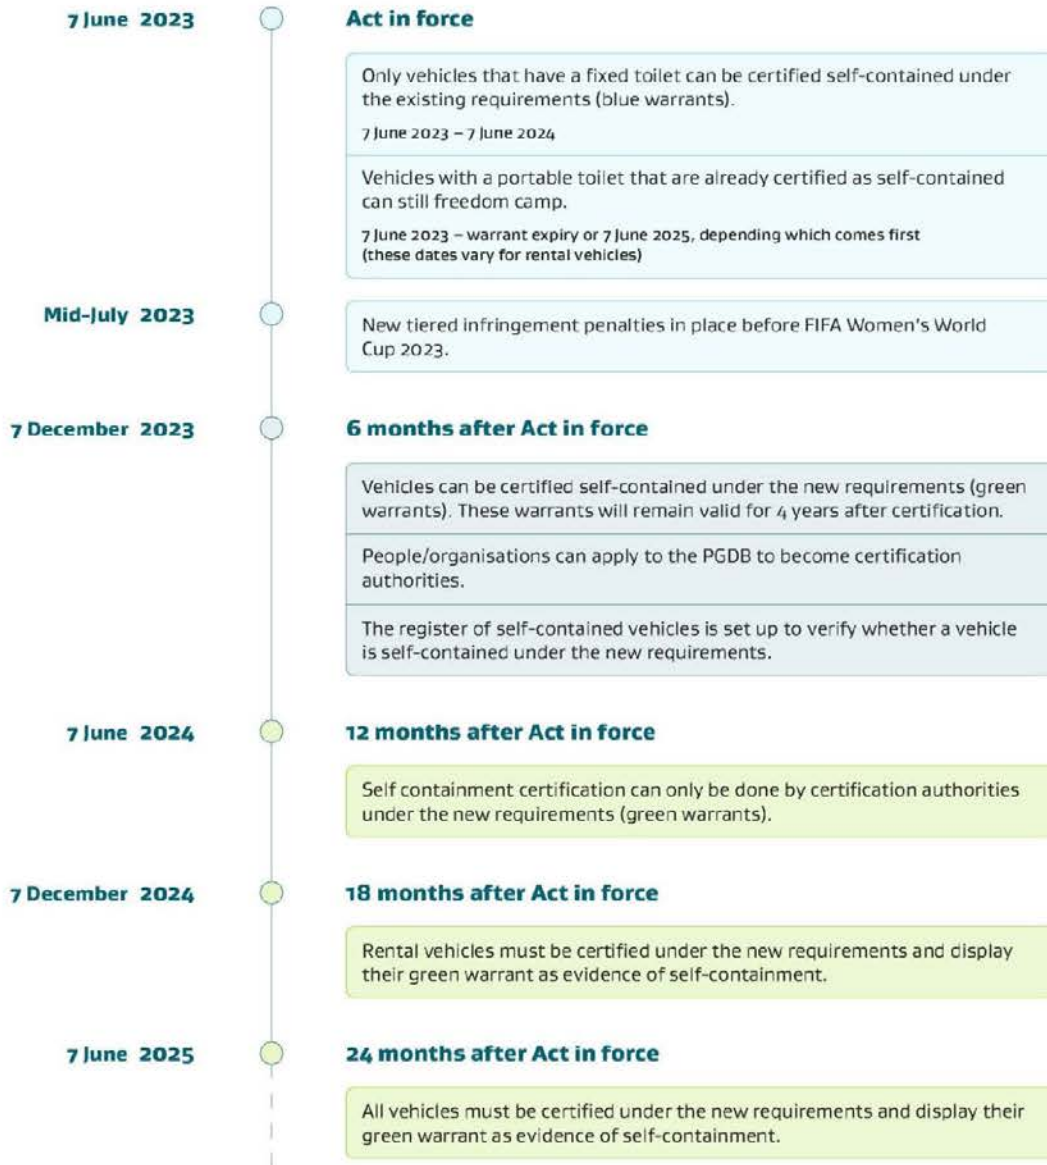 7 June 2023
Act in force
Only vehicles that have a fixed toilet can be certified self-contained under
the existing requirements (blue warrants).
7 June 2023 – 7 June 2024
Vehicles with a portable toilet that are already certified as self-contained
can still freedom camp.
7 June 2023 – warrant expiry or 7 June 2025, depending which comes first
(these dates vary for rental vehicles)
Mid-July 2023
New tiered infringement penalties in place before FIFA Women's World
Cup 2023.
7 December 2023
6 months after Act in force
Vehicles can be certified self-contained under the new requirements (green
warrants). These warrants will remain valid for 4 years after certification.
People/organisations can apply to the PGDB to become certification
authorities.
The register of self-contained vehicles is set up to verify whether a vehicle
is self-contained under the new requirements.
7 June 2024
12 months after Act in force
Self containment certification can only be done by certification authorities
under the new requirements (green warrants).
7 December 2024
18 months after Act in force
Rental vehicles must be certified under the new requirements and display
their green warrant as evidence of self-containment.
7 June 2025
24 months after Act in force
All vehicles must be certified under the new requirements and display their
green warrant as evidence of self-containment.